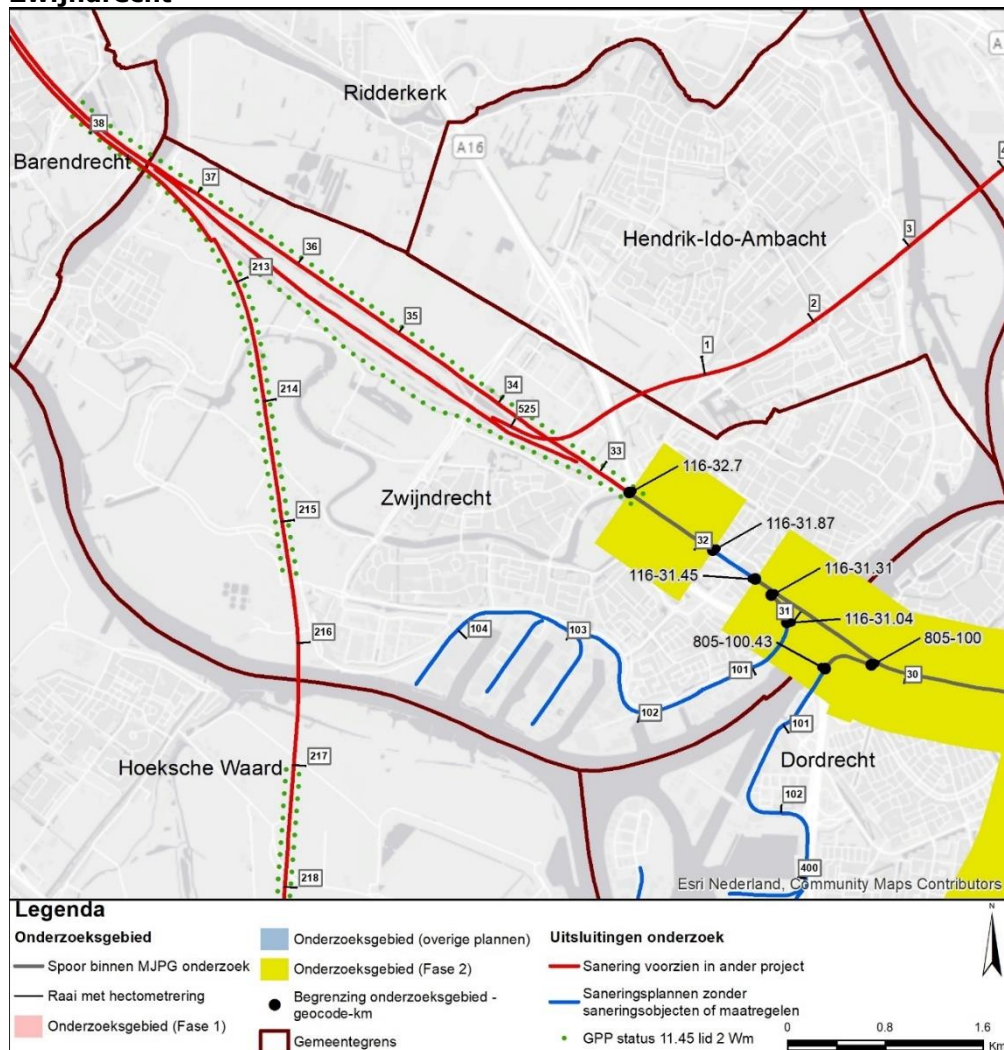 Zwijndrecht
Ridderkerk
A16
A
38
Barendrecht
37
4
36
Hendrik-Ido-Ambacht
3
213
2
35
1
214
34
525
33
116-32.7
215
Zwijndrecht
116-31.87
32
116-31.45
116-31.31
31
116-31.04
216
104
103
805-100.43
805-100
101
30
102
101
217
Hoeksche Waard
Dordrecht
102
400
218
Esri Nederland, Community Maps Contributors
Legenda
Onderzoeksgebied
Spoor binnen MJPG onderzoek
Raai met hectometrering
Onderzoeksgebied (Fase 1)
Onderzoeksgebied (overige plannen)
Onderzoeksgebied (Fase 2)
Begrenzing onderzoeksgebied -
geocode-km
Gemeentegrens
Uitsluitingen onderzoek
Sanering voorzien in ander project
Saneringsplannen zonder
saneringsobjecten of maatregelen
GPP status 11.45 lid 2 Wm
N
0 0.8 1.6
Km